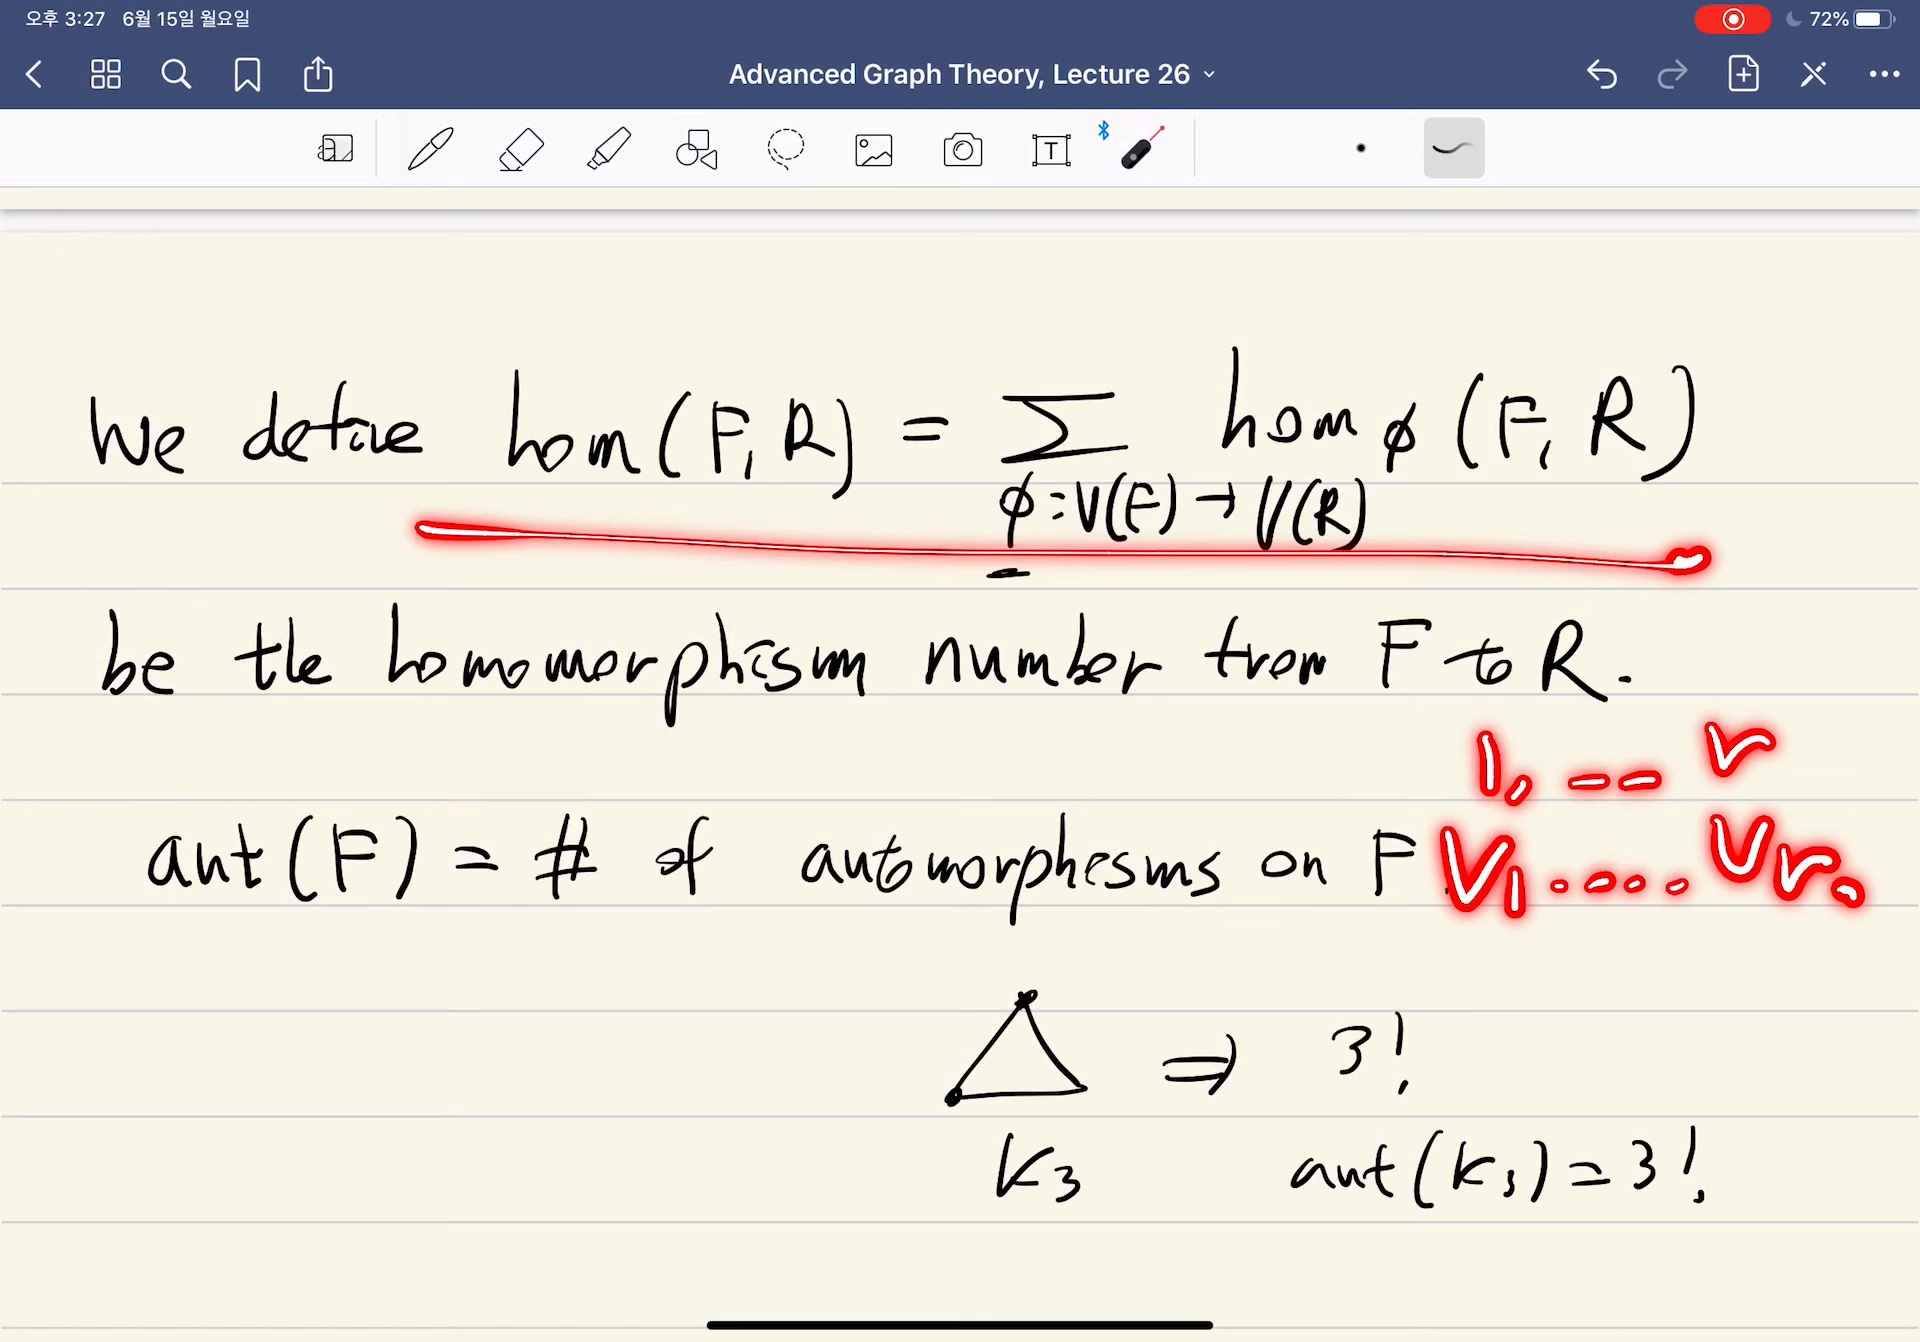 오후 3:27 6월 15일 월요일
72%
Advanced Graph Theory, Lecture 26
We define hom(F, R) = ∑ hom ϕ (F, R)
ϕ : V(F) → V(R)
be the homomorphism number from F to R.
1, -- r
aut(F) = # of automorphisms on F. V1 .... Vr.
⇒ 3!
K3 aut(K3) = 3!